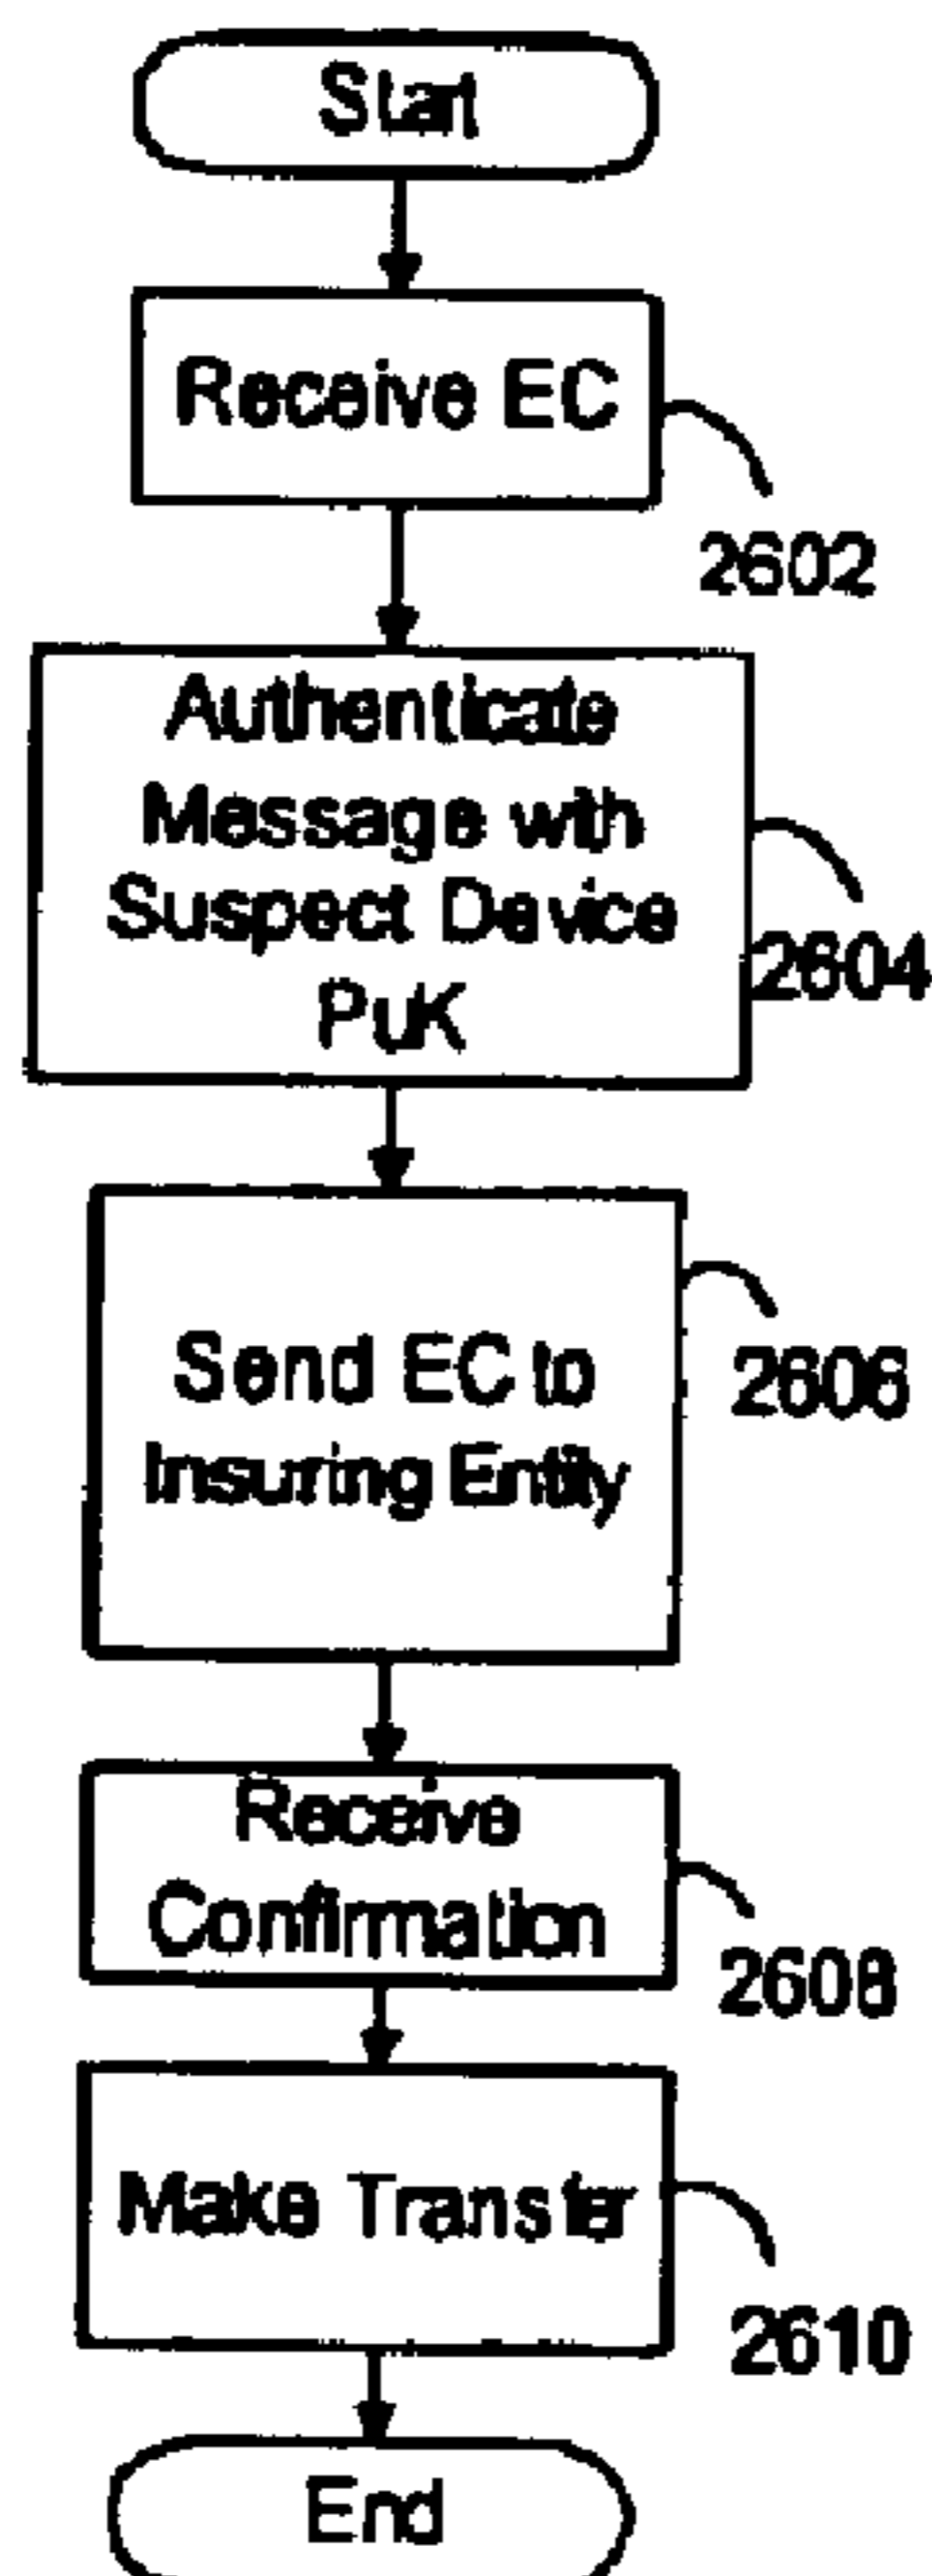 Start
Receive EC
2602
Authenticate
Message with
Suspect Device
PuK
2604
Send EC to
Insuring Entity
2606
Receive
Confirmation
2608
Make Transfer
2610
End